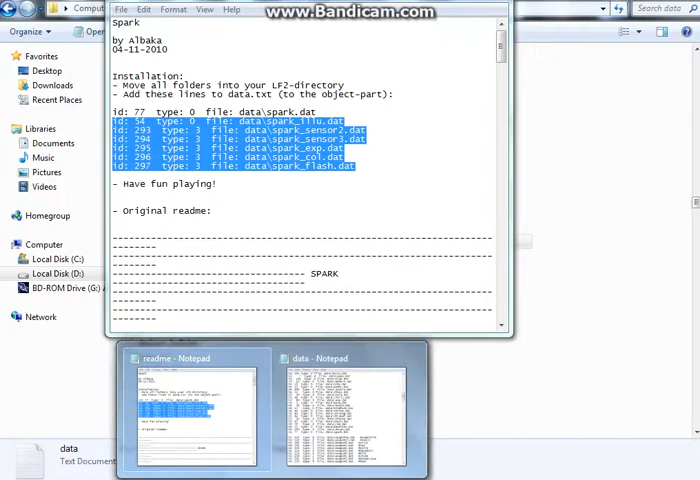 www.Bandicam.com
Compu
Search data
File Edit Format View Help
Organize
Open
Favorites
Desktop
Downloads
Recent Places
Libraries
Documents
Music
Pictures
Videos
Homegroup
Computer
Local Disk (C:)
Local Disk (D:)
BD-ROM Drive (G:) A
Network
Spark
by Albaka
04-11-2010
Installation:
- Move all folders into your LF2-directory
- Add these lines to data.txt (to the object-part):
id: 77 type: 0 file: data\spark.dat
id: 54 type: 0 file: data\spark_illu.dat
id: 293 type: 3 file: data\spark_sensor2.dat
id: 294 type: 3 file: data\spark_sensor3.dat
id: 295 type: 3 file: data\spark_exp.dat
id: 296 type: 3 file: data\spark_col.dat
id: 297 type: 3 file: data\spark_flash.dat
- Have fun playing!
- Original readme:
SPARK
readme - Notepad
data - Notepad
data
Text Document